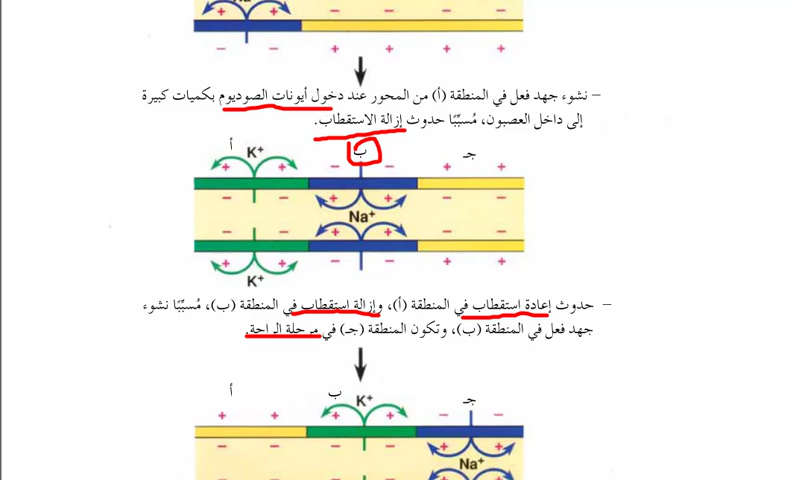 – نشوء جهد فعل في المنطقة (أ) من المحور عند دخول أيونات الصوديوم بكميات كبيرة
إلى داخل العصبون، مُسبِّبًا حدوث إزالة الاستقطاب.
أ K+ ب جـ
Na+
K+
– حدوث إعادة استقطاب في المنطقة (أ)، وإزالة استقطاب في المنطقة (ب)، مُسبِّبًا نشوء
جهد فعل في المنطقة (ب)، وتكون المنطقة (جـ) في مرحلة الراحة.
أ ب K+ جـ
Na+